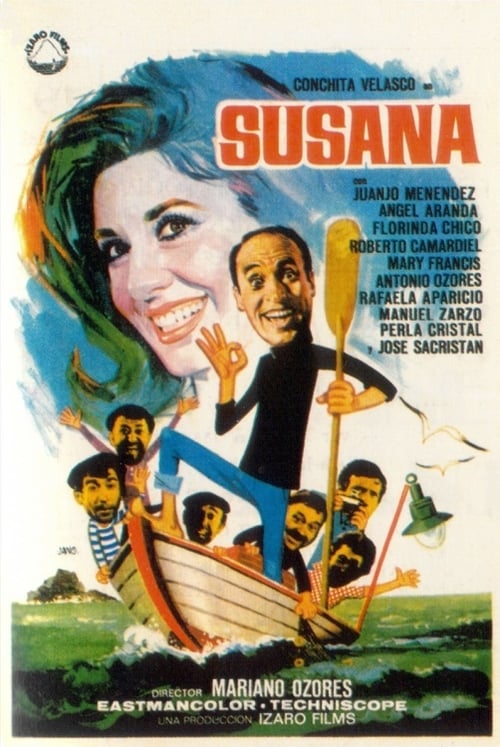 IZARO FILMS
CONCHITA VELASCO en
SUSANA
con
JUANJO MENENDEZ
ANGEL ARANDA
FLORINDA CHICO
ROBERTO CAMARDIEL
MARY FRANCIS
ANTONIO OZORES
RAFAELA APARICIO
MANUEL ZARZO
PERLA CRISTAL
y JOSE SACRISTAN
JANO
DIRECTOR MARIANO OZORES
EASTMANCOLOR · TECHNISCOPE
UNA PRODUCCION IZARO FILMS